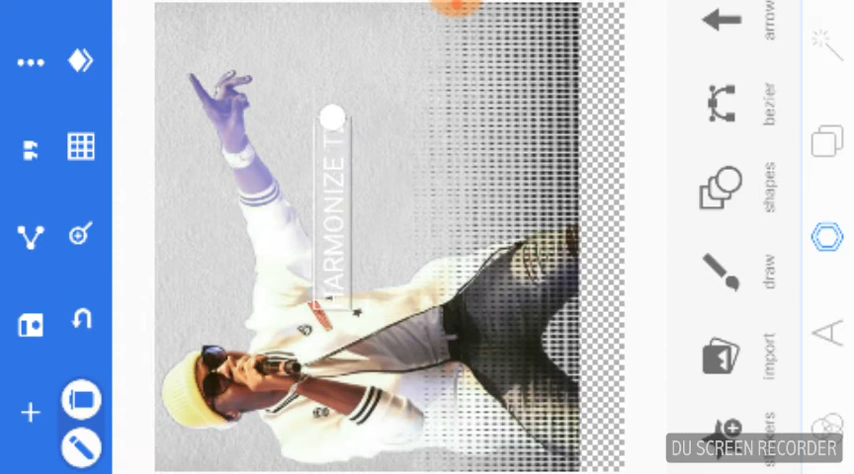 HARMONIZE T
arrow
bezier
shapes
draw
import
DU SCREEN RECORDER